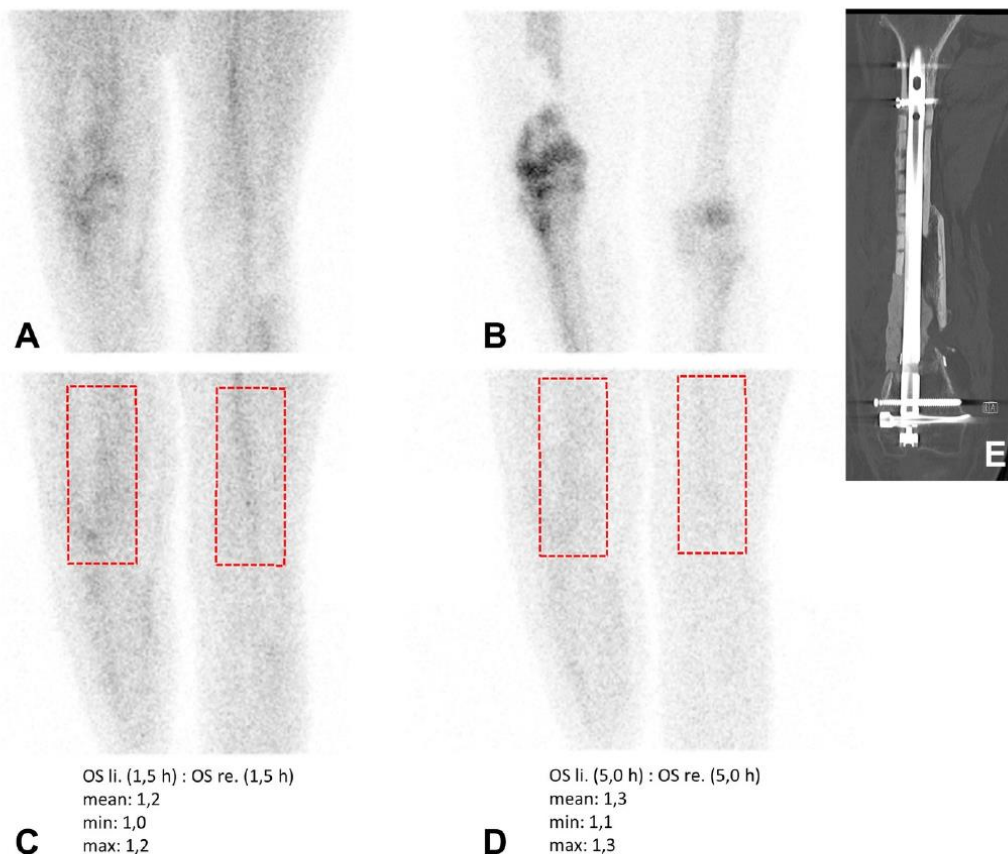 A
B
E
OS li. (1,5 h) : OS re. (1,5 h)
mean: 1,2
min: 1,0
max: 1,2
C
OS li. (5,0 h) : OS re. (5,0 h)
mean: 1,3
min: 1,1
max: 1,3
D